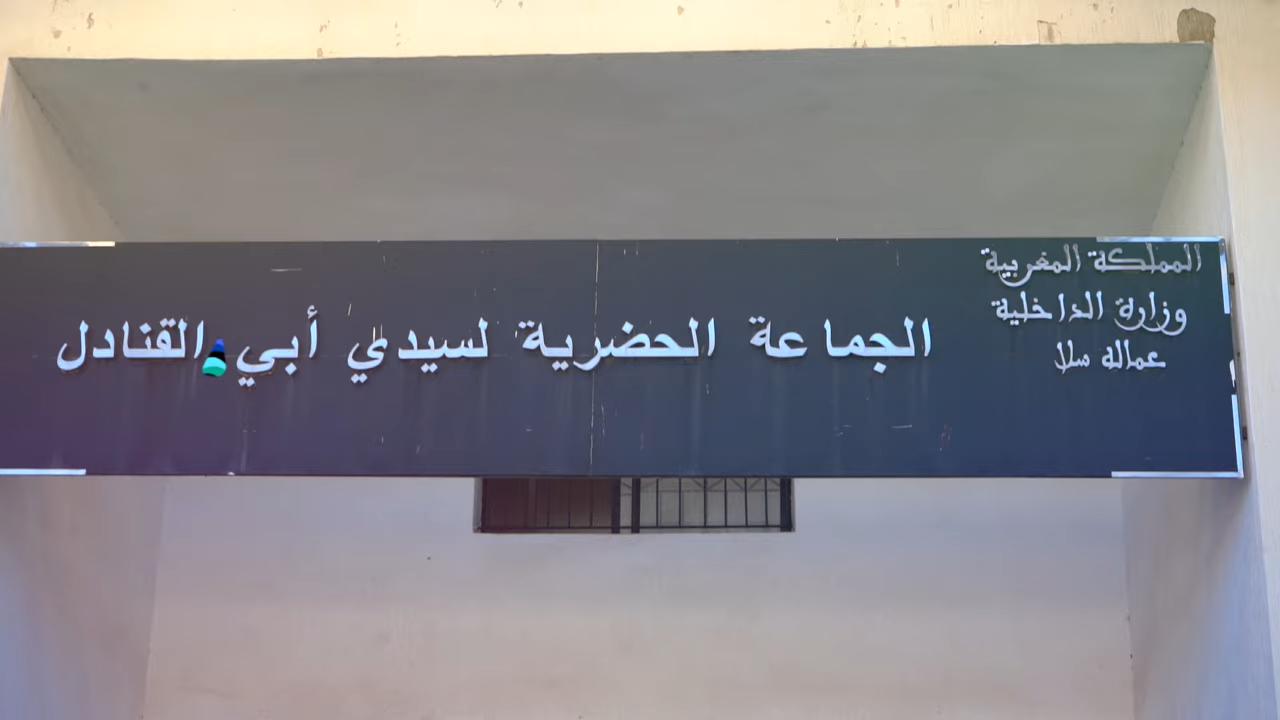 المملكة المغربية
وزارة الداخلية
عمالة سلا
الجماعة الحضرية لسيدي أبي القنادل